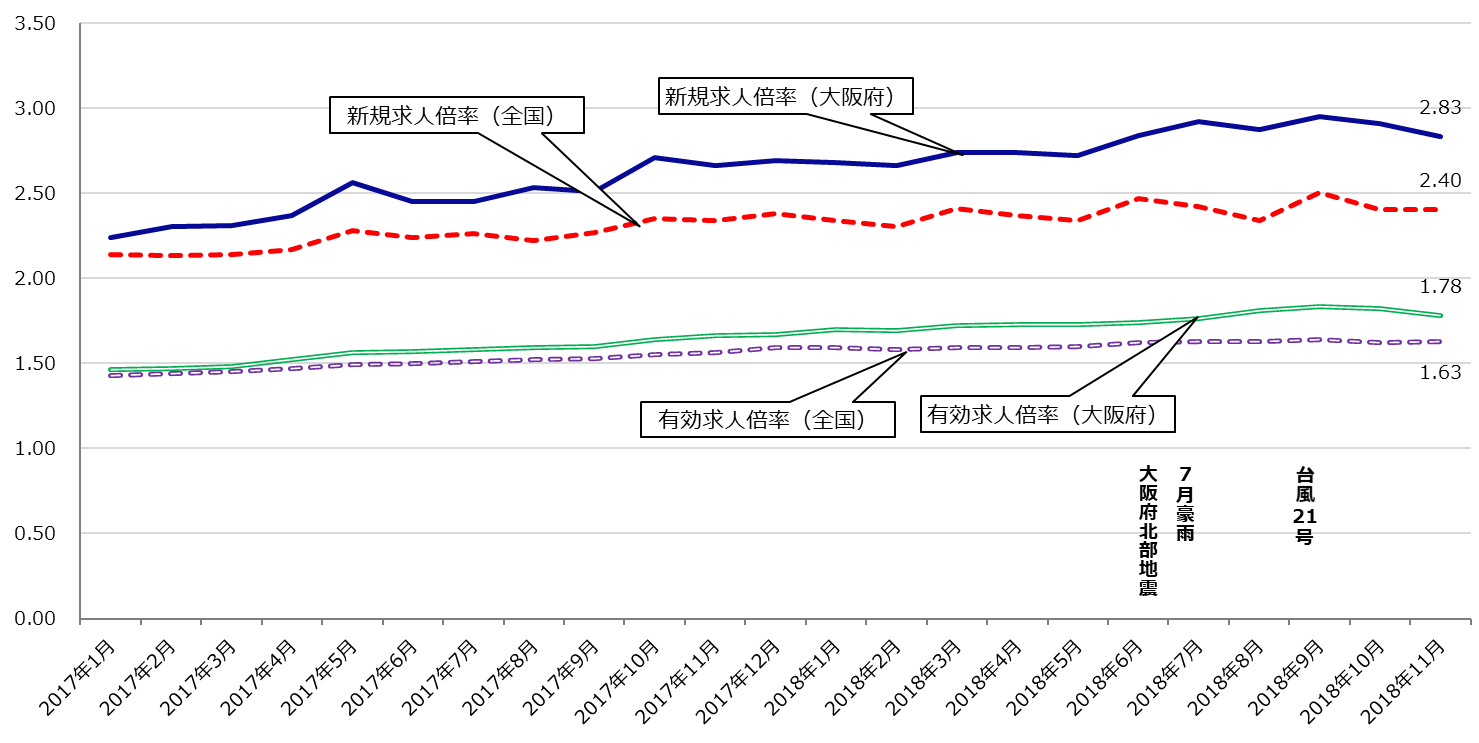 3.50
3.00
2.50
2.00
1.50
1.00
0.50
0.00
新規求人倍率（全国）
新規求人倍率（大阪府）
2.83
2.40
1.78
1.63
有効求人倍率（全国）
有効求人倍率（大阪府）
大阪府北部地震
７月豪雨
台風21号
2017年1月
2017年2月
2017年3月
2017年4月
2017年5月
2017年6月
2017年7月
2017年8月
2017年9月
2017年10月
2017年11月
2017年12月
2018年1月
2018年2月
2018年3月
2018年4月
2018年5月
2018年6月
2018年7月
2018年8月
2018年9月
2018年10月
2018年11月